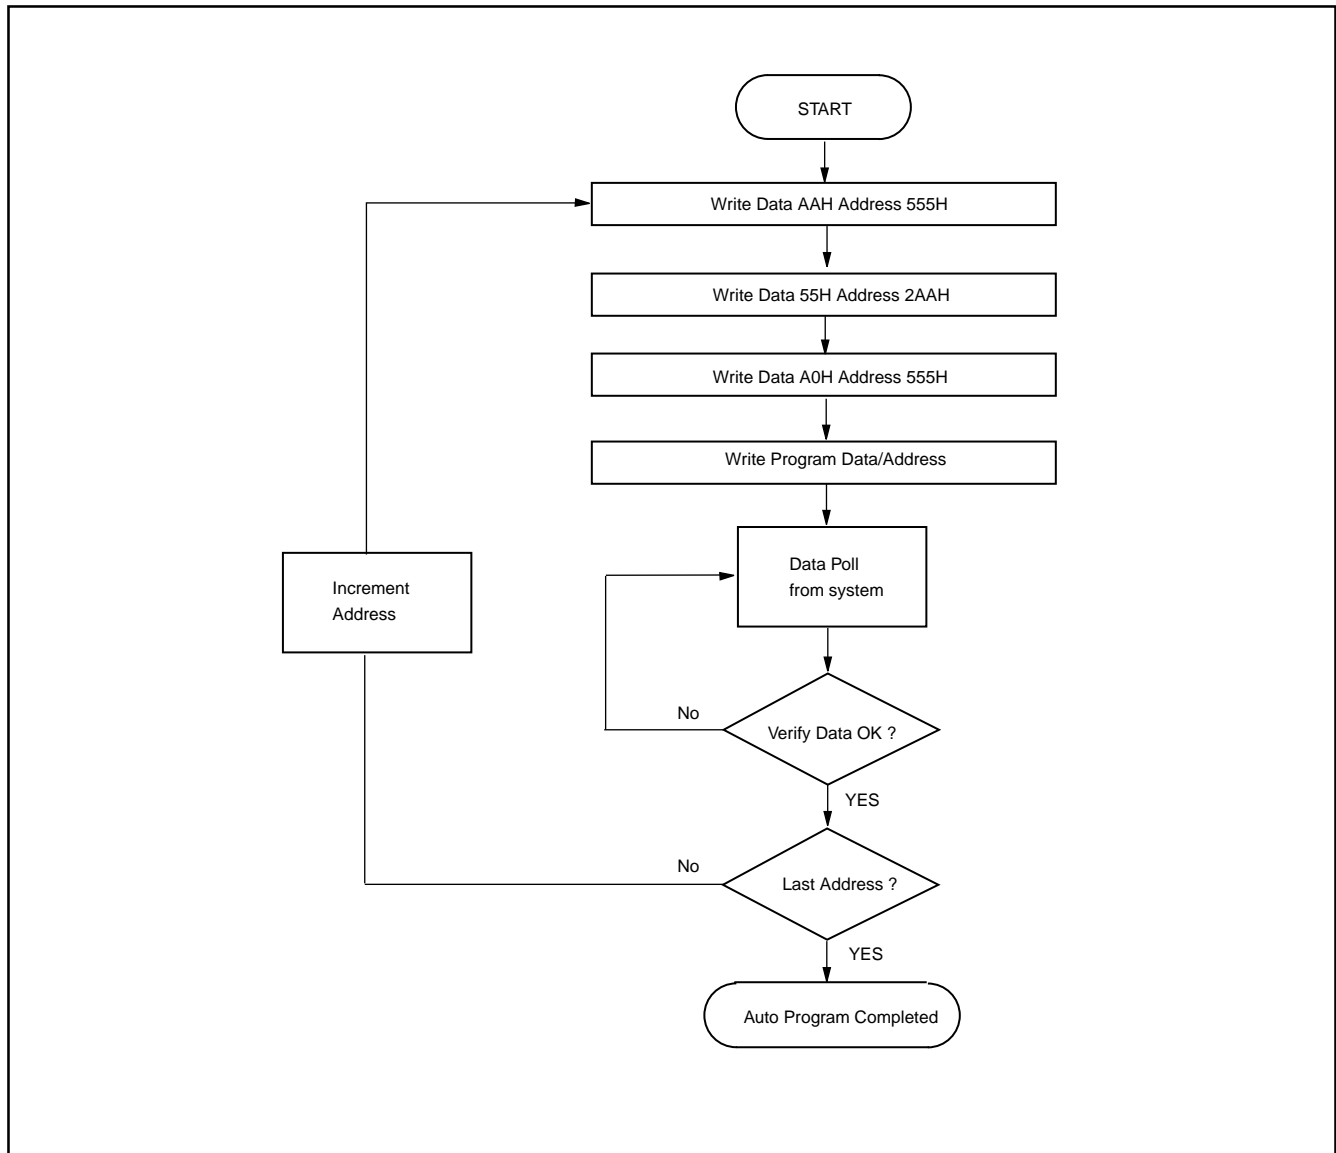 START
Write Data AAH Address 555H
Write Data 55H Address 2AAH
Write Data A0H Address 555H
Write Program Data/Address
Data Poll
from system
Increment
Address
No
Verify Data OK ?
YES
No
Last Address ?
YES
Auto Program Completed